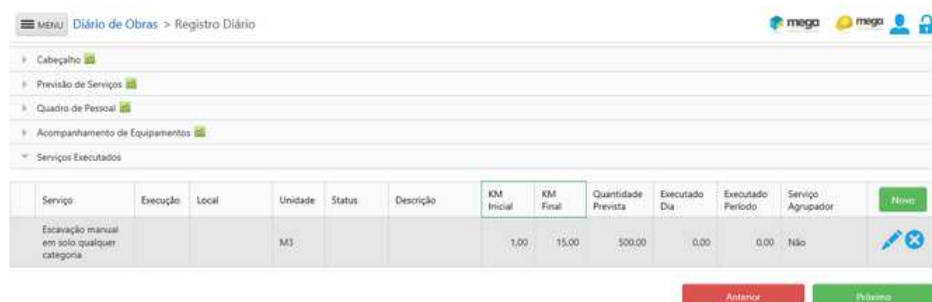 MENU Diário de Obras > Registro Diário mega mega
Cabeçalho
Previsão de Serviços
Quadro de Pessoal
Acompanhamento de Equipamentos
Serviços Executados
Serviço Execução Local Unidade Status Descrição KM Inicial KM Final Quantidade Prevista Executado Dia Executado Período Serviço Agrupador Novo
Escavação manual em solo qualquer categoria M3 1,00 15,00 500.00 0,00 0,00 Não
Anterior Próximo